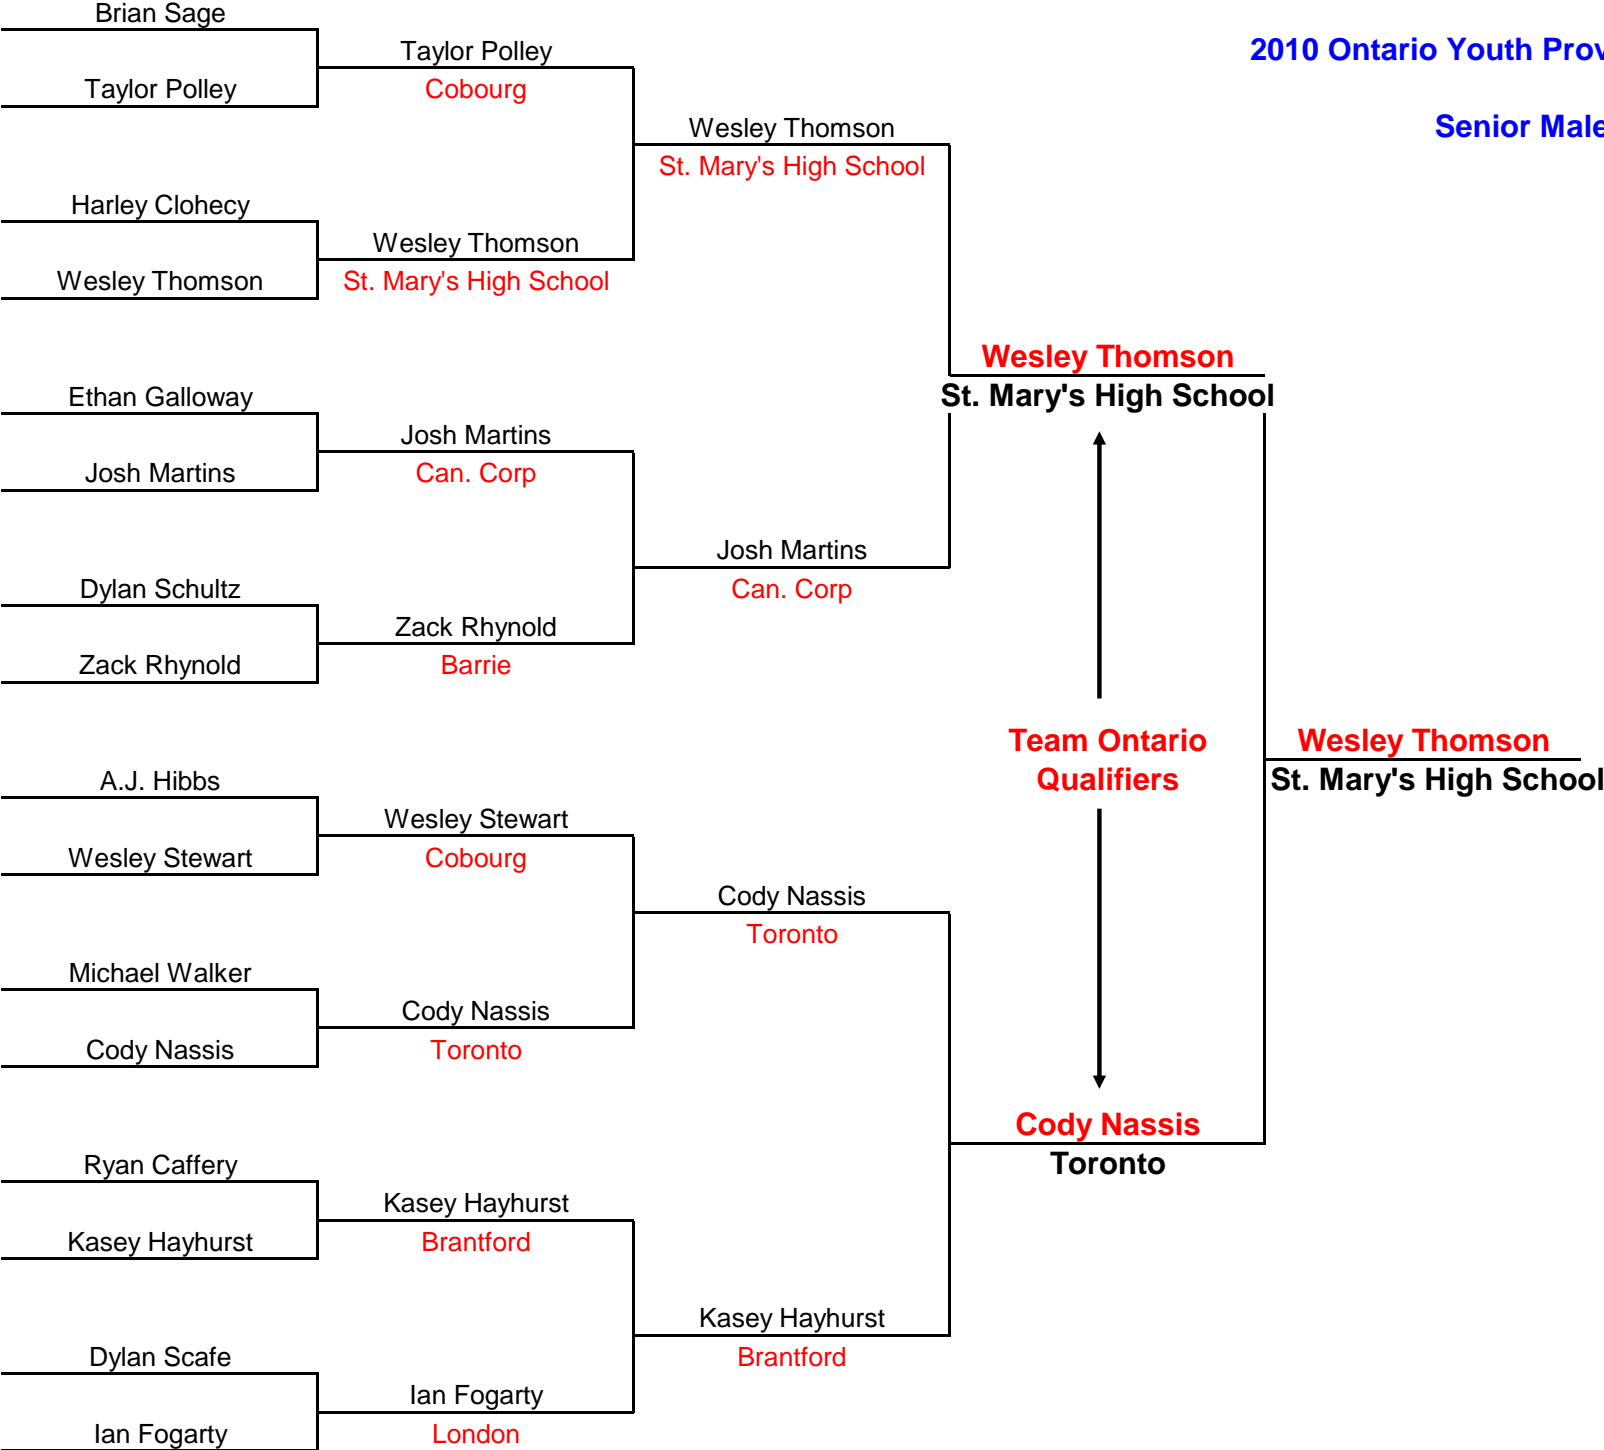 Brian Sage
Taylor Polley
2010 Ontario Youth Prov
Taylor Polley
Cobourg
Wesley Thomson
Senior Male
St. Mary's High School
Harley Clohecy
Wesley Thomson
Wesley Thomson
St. Mary's High School
Wesley Thomson
St. Mary's High School
Ethan Galloway
Josh Martins
Josh Martins
Can. Corp
Josh Martins
Can. Corp
Dylan Schultz
Zack Rhynold
Zack Rhynold
Barrie
Team Ontario
Qualifiers
Wesley Thomson
St. Mary's High School
A.J. Hibbs
Wesley Stewart
Wesley Stewart
Cobourg
Cody Nassis
Toronto
Michael Walker
Cody Nassis
Cody Nassis
Toronto
Cody Nassis
Toronto
Ryan Caffery
Kasey Hayhurst
Kasey Hayhurst
Brantford
Kasey Hayhurst
Brantford
Dylan Scafe
Ian Fogarty
Ian Fogarty
London